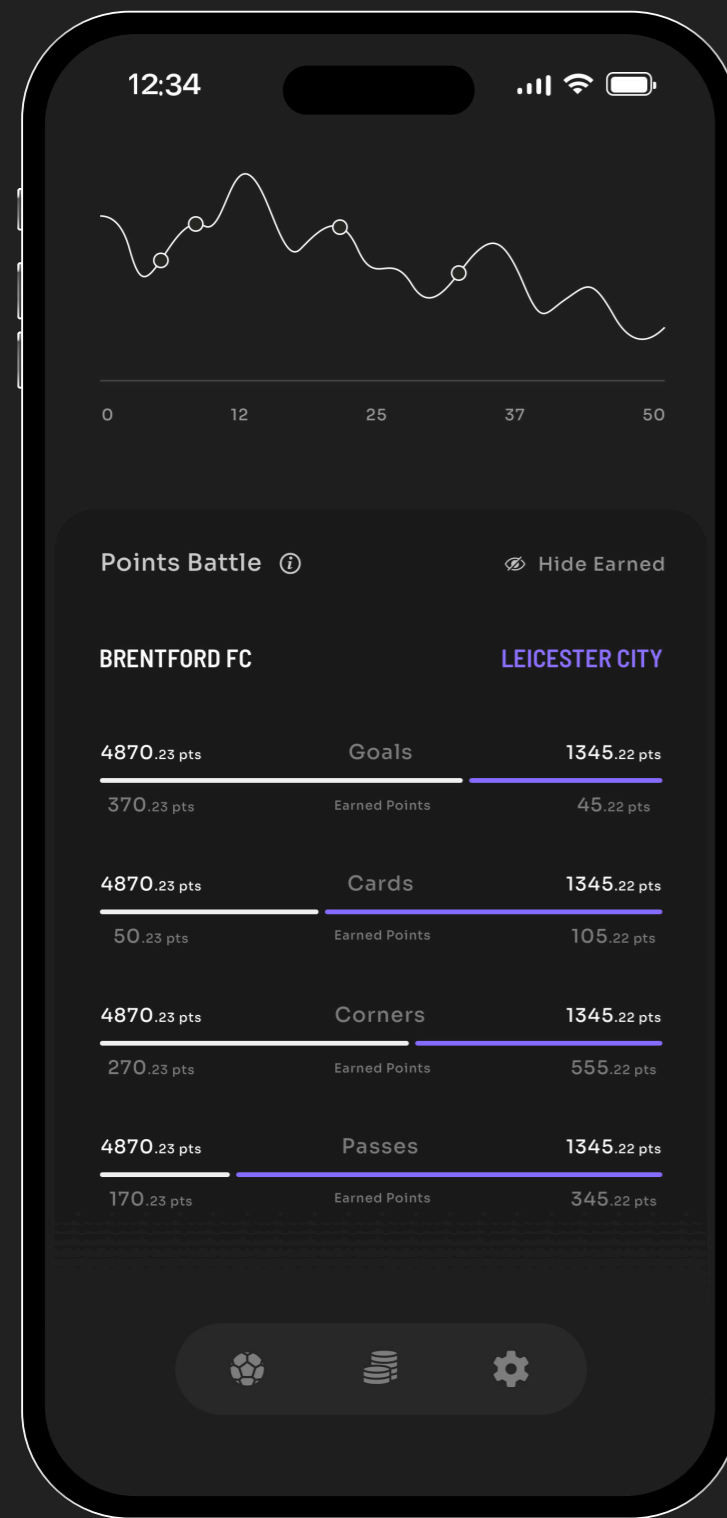 12:34
0 12 25 37 50
Points Battle Hide Earned
BRENTFORD FC LEICESTER CITY
4870.23 pts Goals 1345.22 pts
370.23 pts Earned Points 45.22 pts
4870.23 pts Cards 1345.22 pts
50.23 pts Earned Points 105.22 pts
4870.23 pts Corners 1345.22 pts
270.23 pts Earned Points 555.22 pts
4870.23 pts Passes 1345.22 pts
170.23 pts Earned Points 345.22 pts